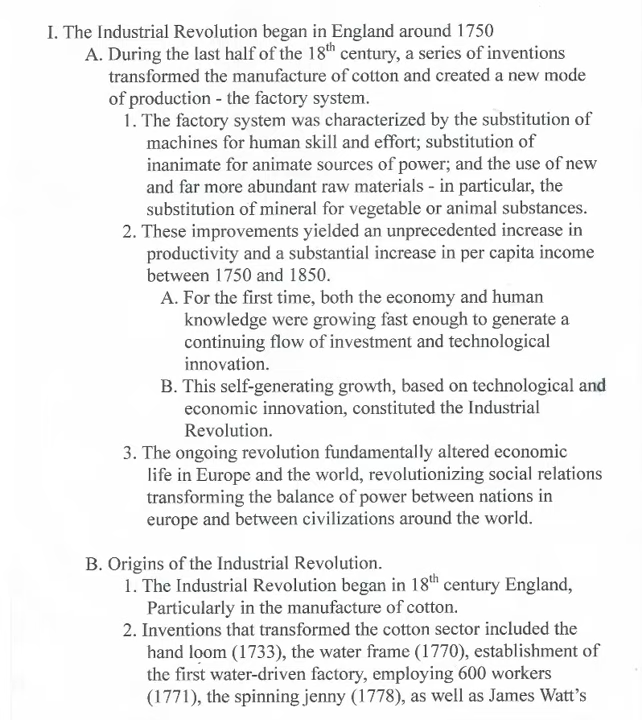 I. The Industrial Revolution began in England around 1750
A. During the last half of the 18th century, a series of inventions
transformed the manufacture of cotton and created a new mode
of production - the factory system.
1. The factory system was characterized by the substitution of
machines for human skill and effort; substitution of
inanimate for animate sources of power; and the use of new
and far more abundant raw materials - in particular, the
substitution of mineral for vegetable or animal substances.
2. These improvements yielded an unprecedented increase in
productivity and a substantial increase in per capita income
between 1750 and 1850.
A. For the first time, both the economy and human
knowledge were growing fast enough to generate a
continuing flow of investment and technological
innovation.
B. This self-generating growth, based on technological and
economic innovation, constituted the Industrial
Revolution.
3. The ongoing revolution fundamentally altered economic
life in Europe and the world, revolutionizing social relations
transforming the balance of power between nations in
europe and between civilizations around the world.
B. Origins of the Industrial Revolution.
1. The Industrial Revolution began in 18th century England,
Particularly in the manufacture of cotton.
2. Inventions that transformed the cotton sector included the
hand loom (1733), the water frame (1770), establishment of
the first water-driven factory, employing 600 workers
(1771), the spinning jenny (1778), as well as James Watt's